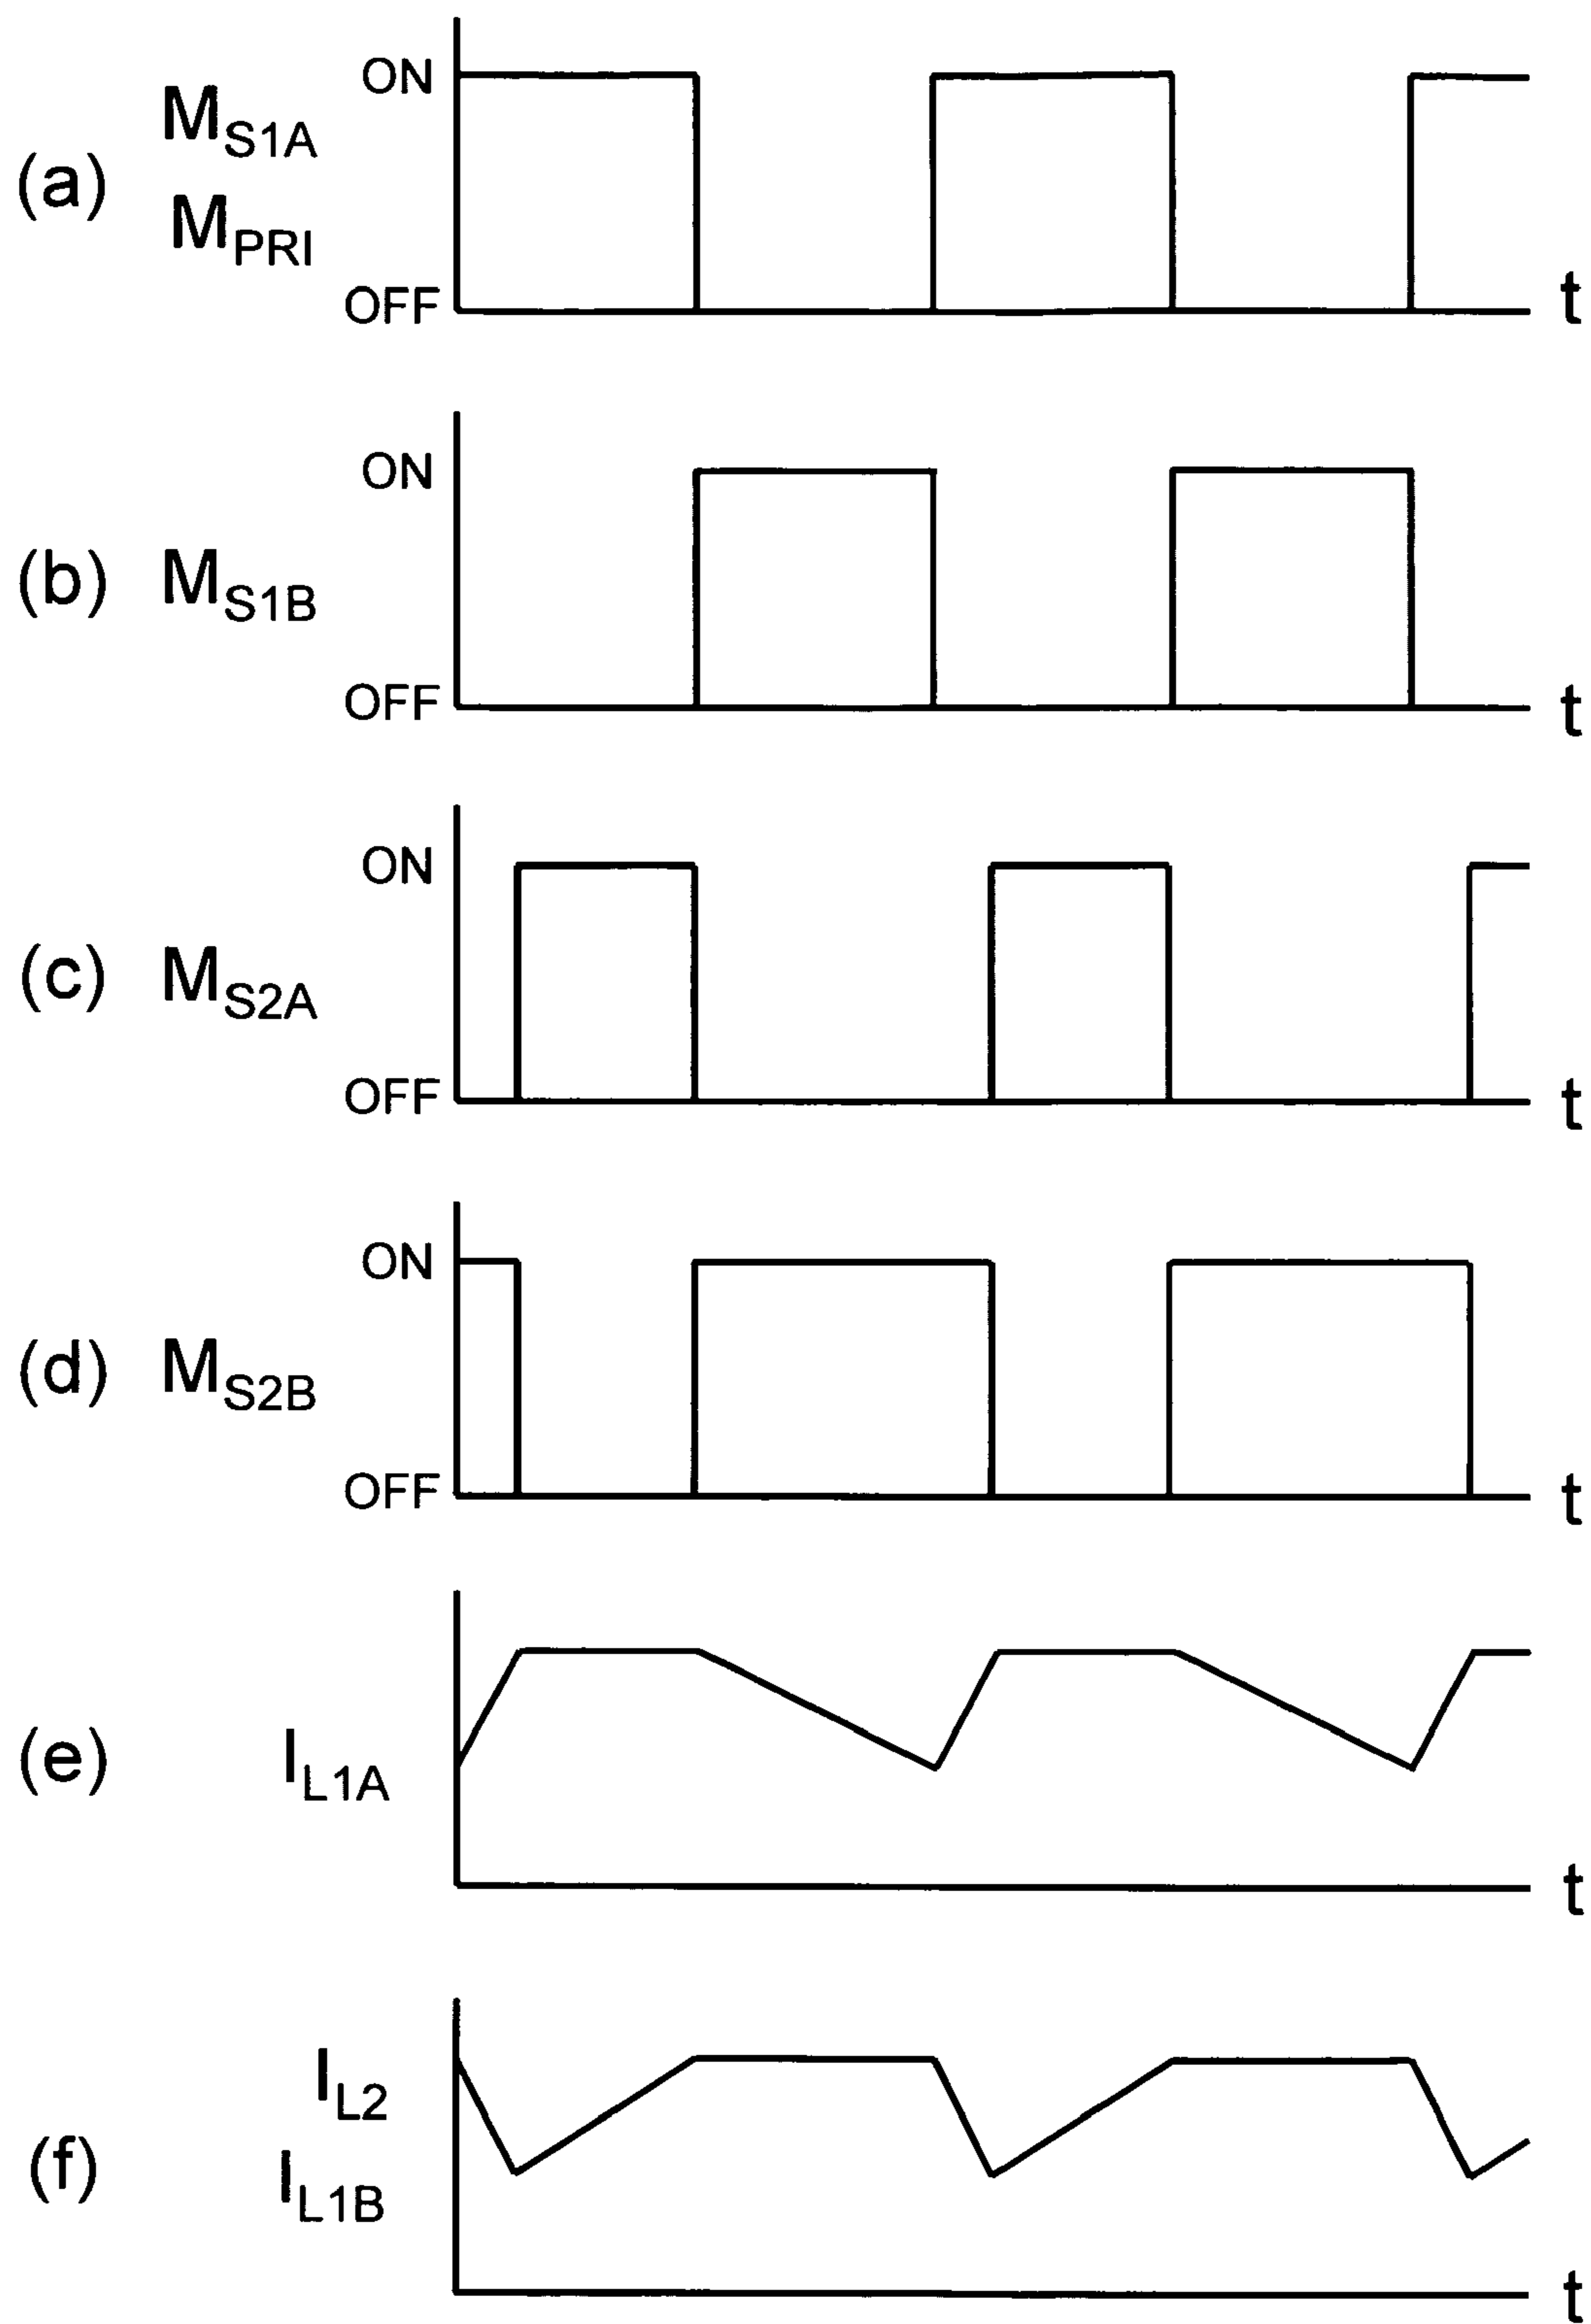 ON
(a) M_S1A
M_PRI
OFF t
ON
(b) M_S1B
OFF t
ON
(c) M_S2A
OFF t
ON
(d) M_S2B
OFF t
(e) I_L1A
t
I_L2
(f) I_L1B
t